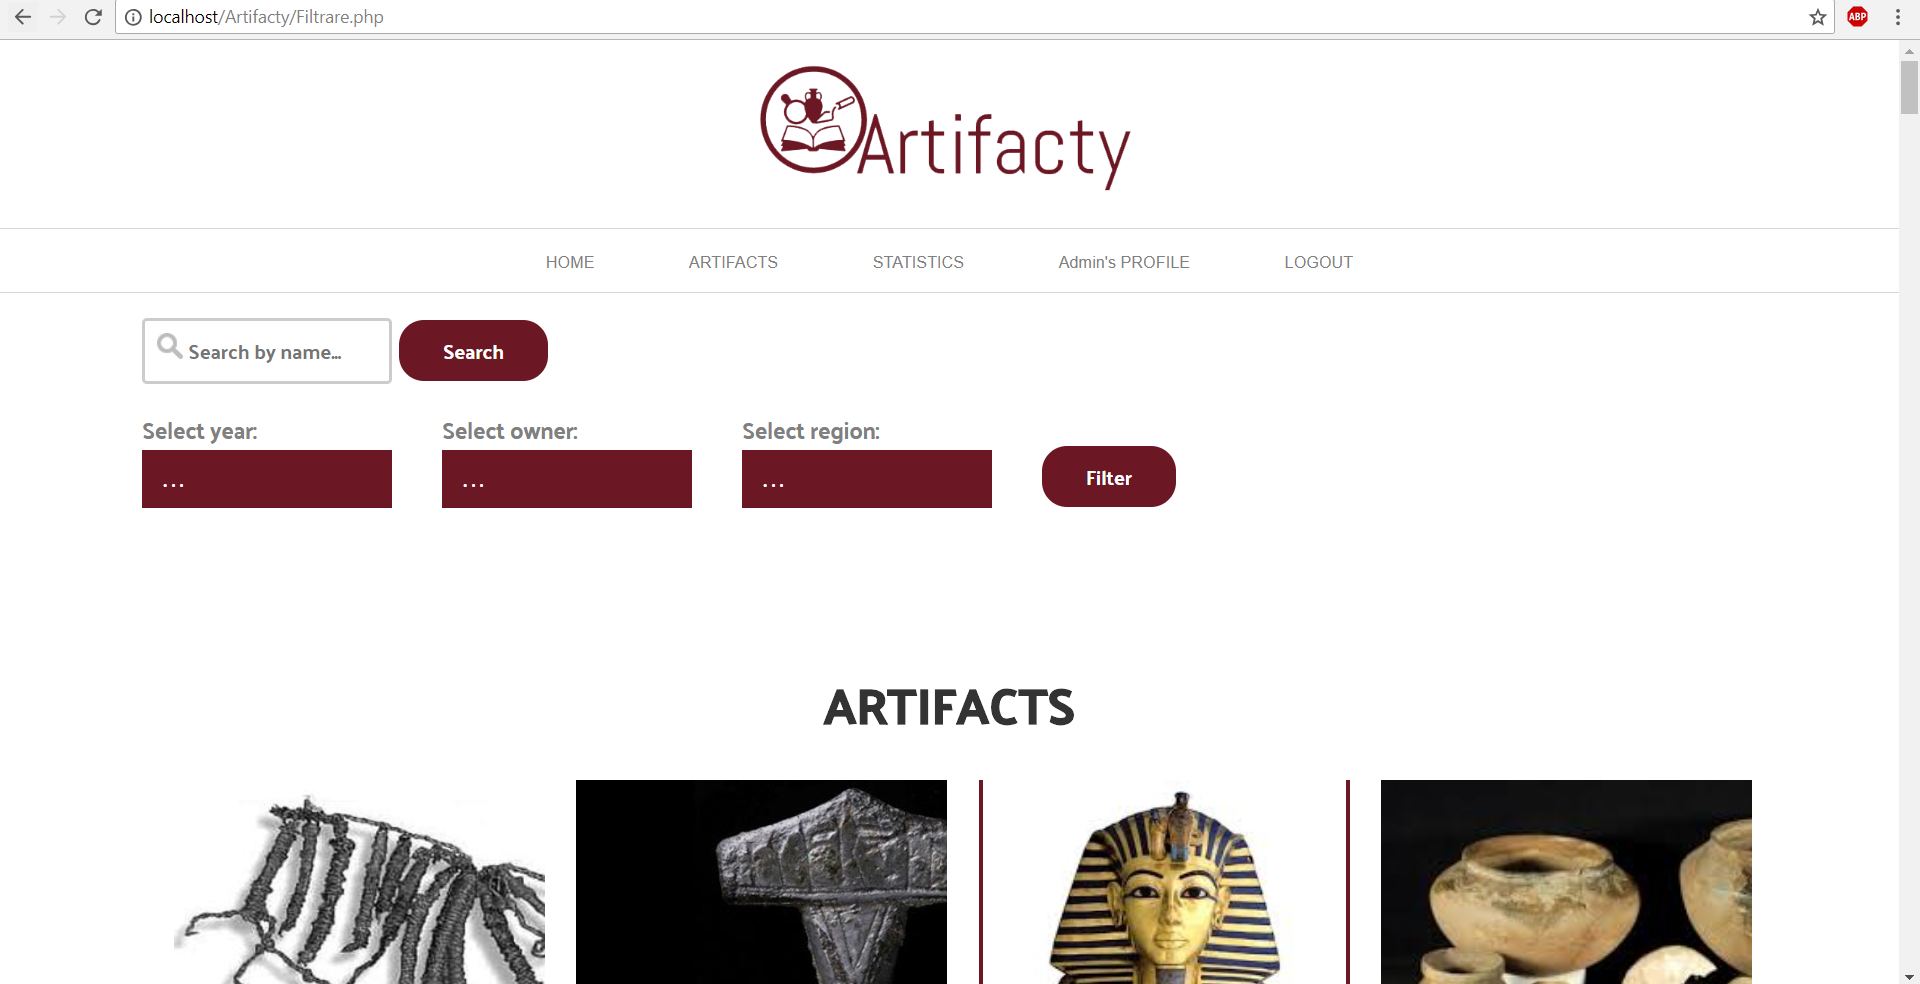 localhost/Artifacty/Filtrare.php
ABP
Artifacty
HOME ARTIFACTS STATISTICS Admin's PROFILE LOGOUT
Search by name... Search
Select year: Select owner: Select region:
... ... ... Filter
ARTIFACTS